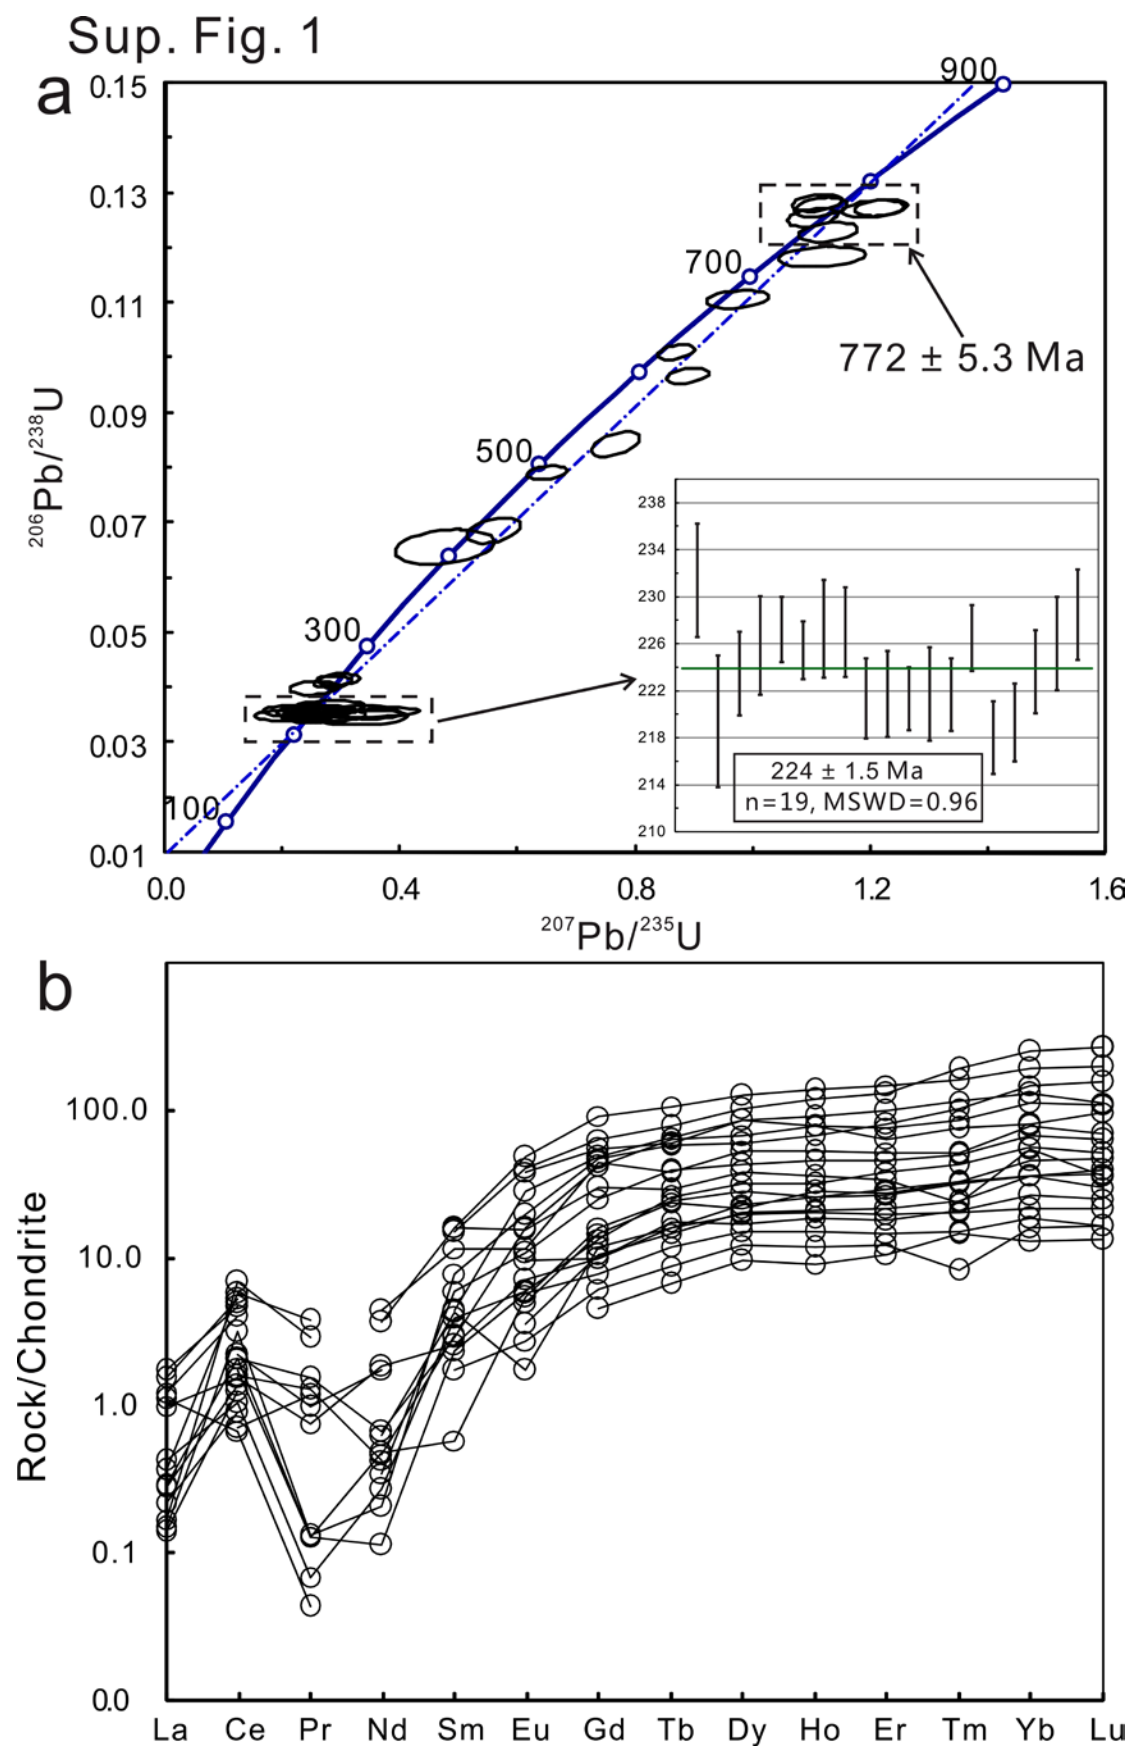 Sup. Fig. 1
a
900
0.15
0.13
700
0.11
772 ± 5.3 Ma
0.09
500
²⁰⁶Pb/²³⁸U
238
234
0.07
230
300
226
0.05
222
218
0.03
224 ± 1.5 Ma
214
100
n=19, MSWD=0.96
210
0.01
0.0 0.4 0.8 1.2 1.6
²⁰⁷Pb/²³⁵U
b
100.0
10.0
Rock/Chondrite
1.0
0.1
0.0
La Ce Pr Nd Sm Eu Gd Tb Dy Ho Er Tm Yb Lu